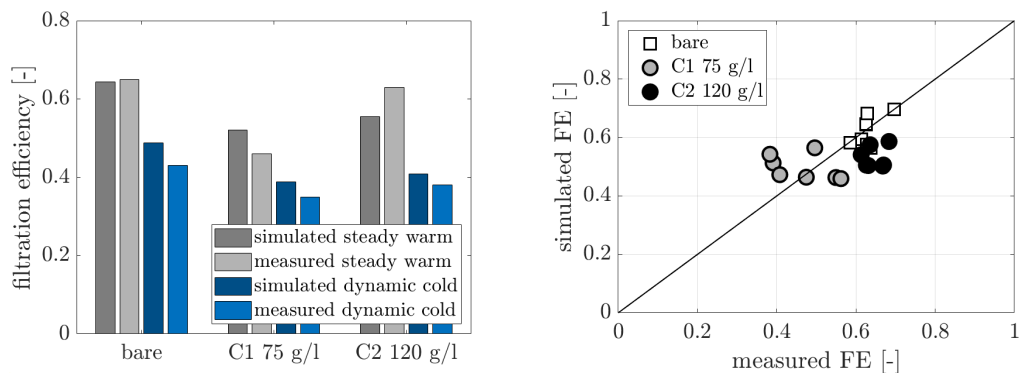 filtration efficiency [-]
0.8
0.6
0.4
0.2
0
bare
C1 75 g/l
C2 120 g/l
simulated steady warm
measured steady warm
simulated dynamic cold
measured dynamic cold
simulated FE [-]
1
0.8
0.6
0.4
0.2
0
0
0.2
0.4
0.6
0.8
1
measured FE [-]
bare
C1 75 g/l
C2 120 g/l